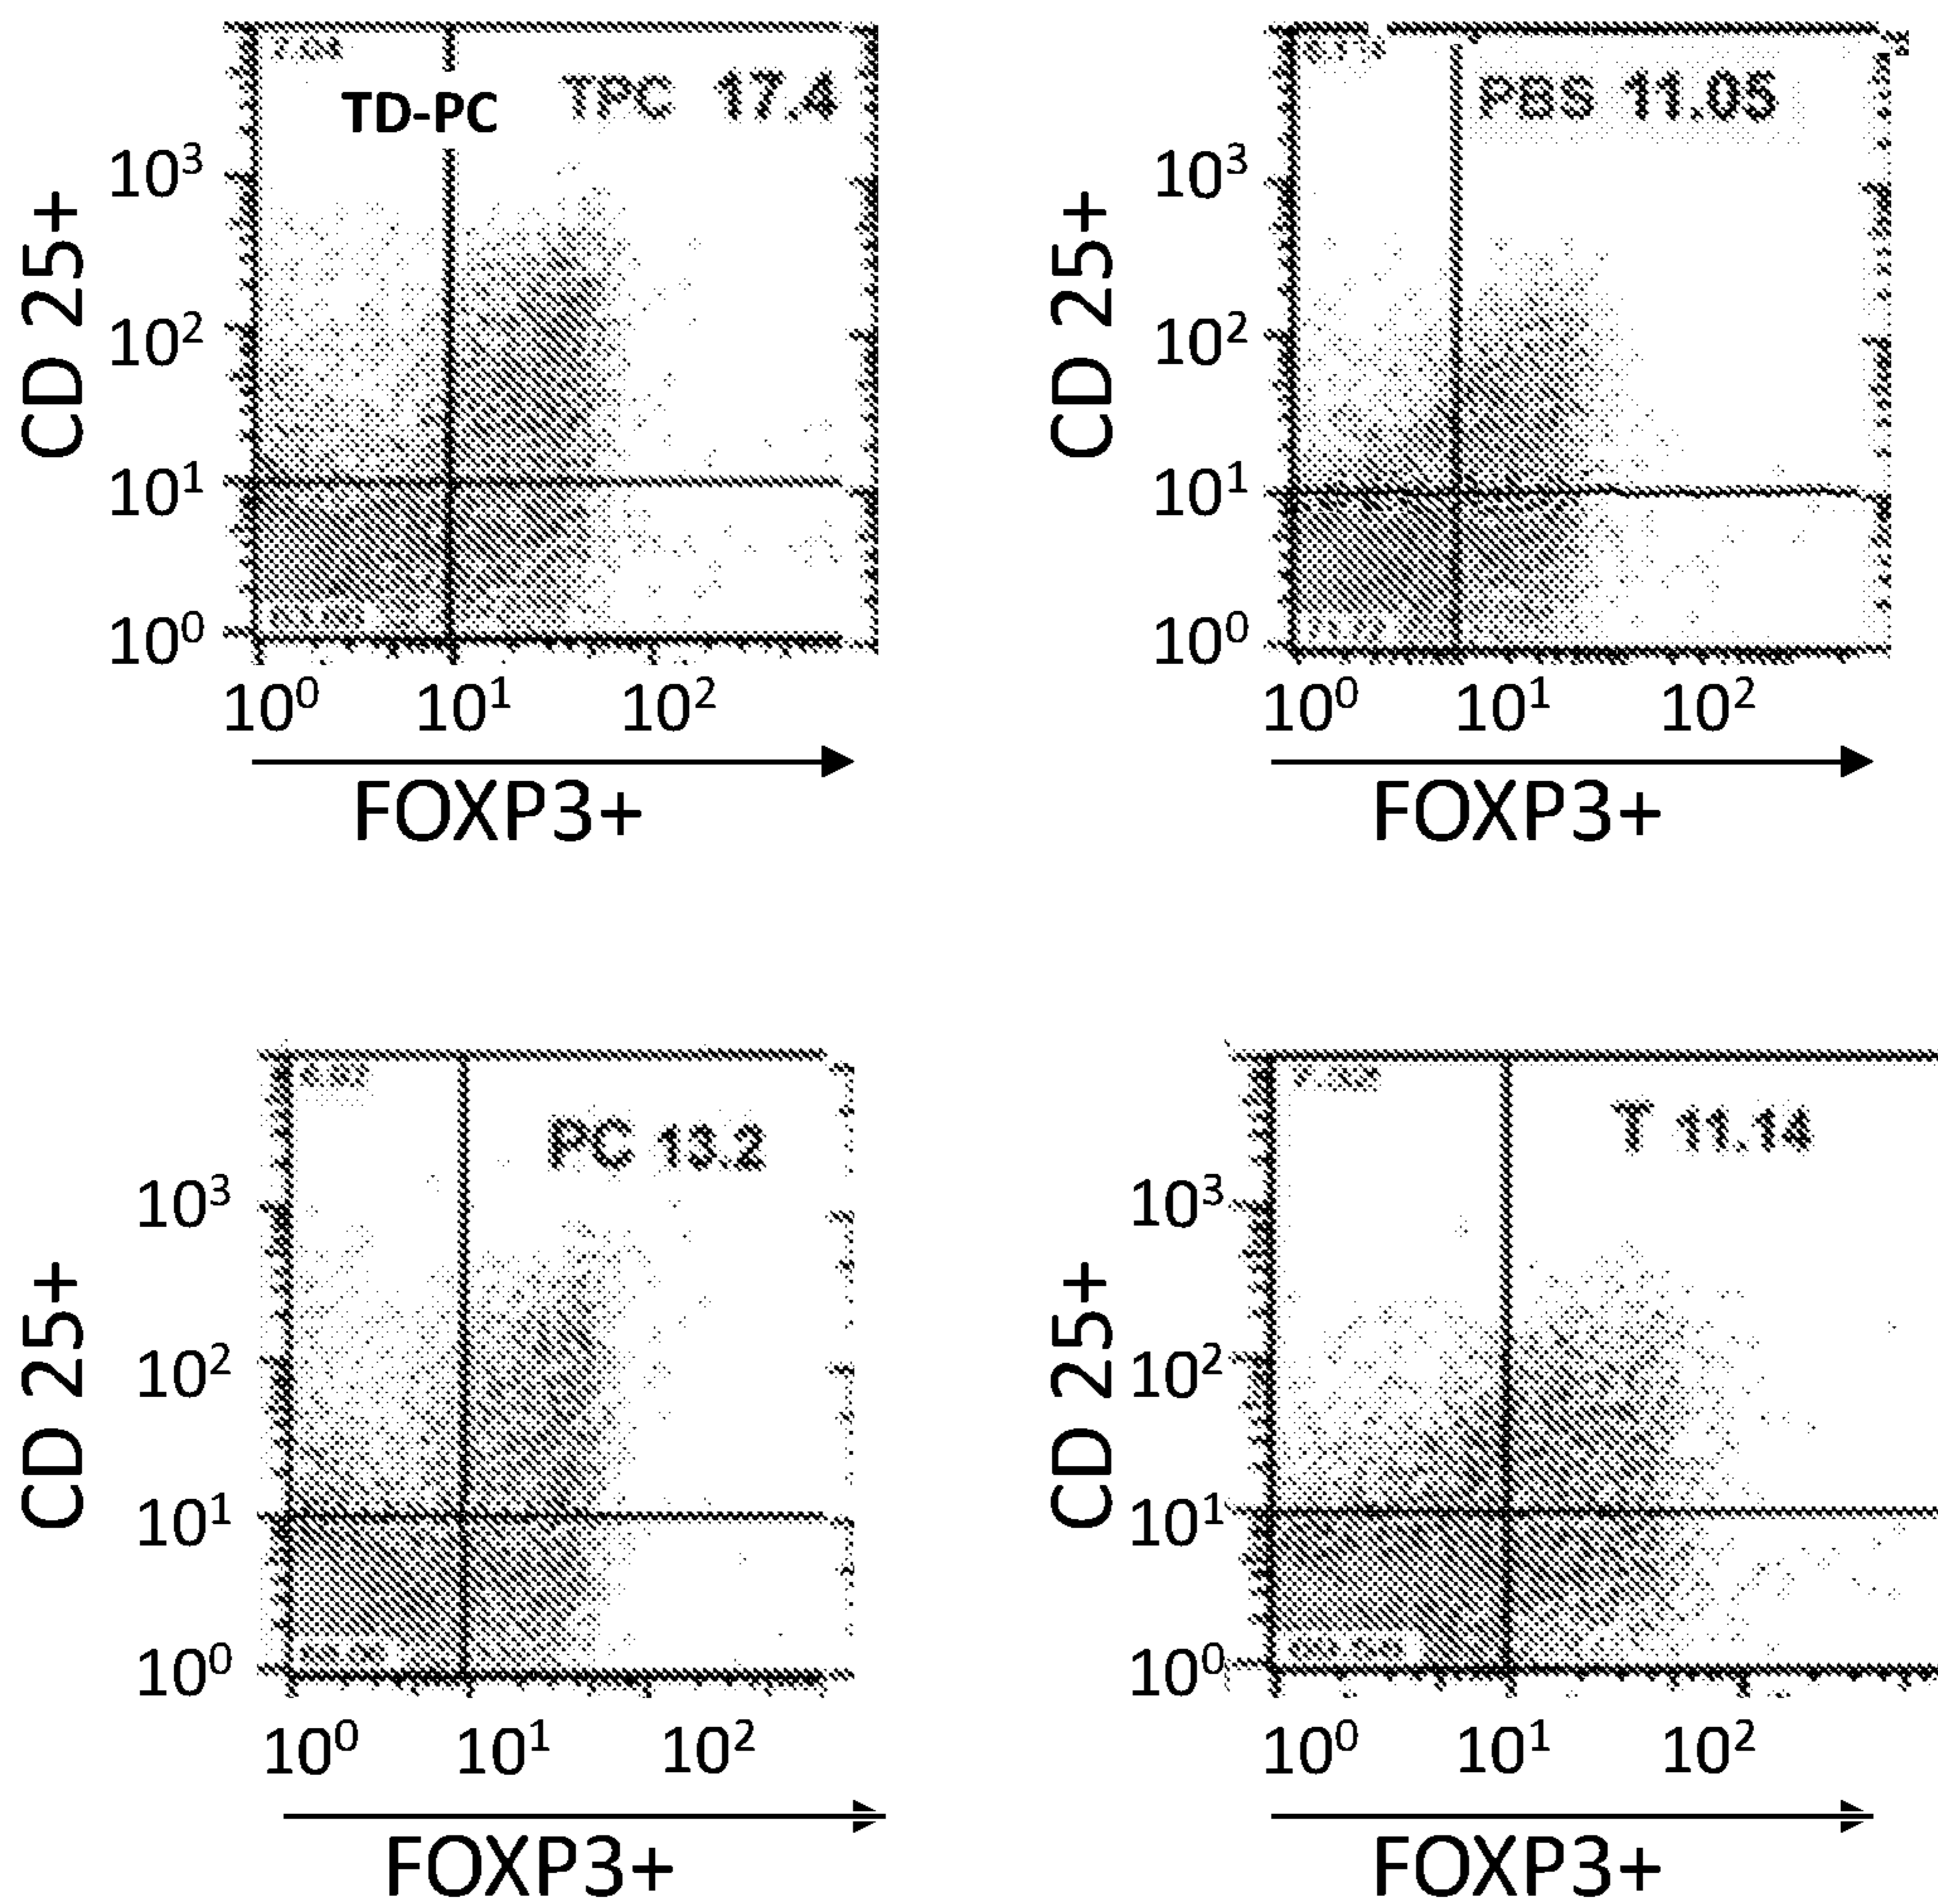 TD-PC TPC 17.4
CD 25+
10³
10²
10¹
10⁰
10⁰ 10¹ 10²
FOXP3+
PBS 11.05
CD 25+
10³
10²
10¹
10⁰
10⁰ 10¹ 10²
FOXP3+
PC 13.2
CD 25+
10³
10²
10¹
10⁰
10⁰ 10¹ 10²
FOXP3+
T 11.14
CD 25+
10³
10²
10¹
10⁰
10⁰ 10¹ 10²
FOXP3+